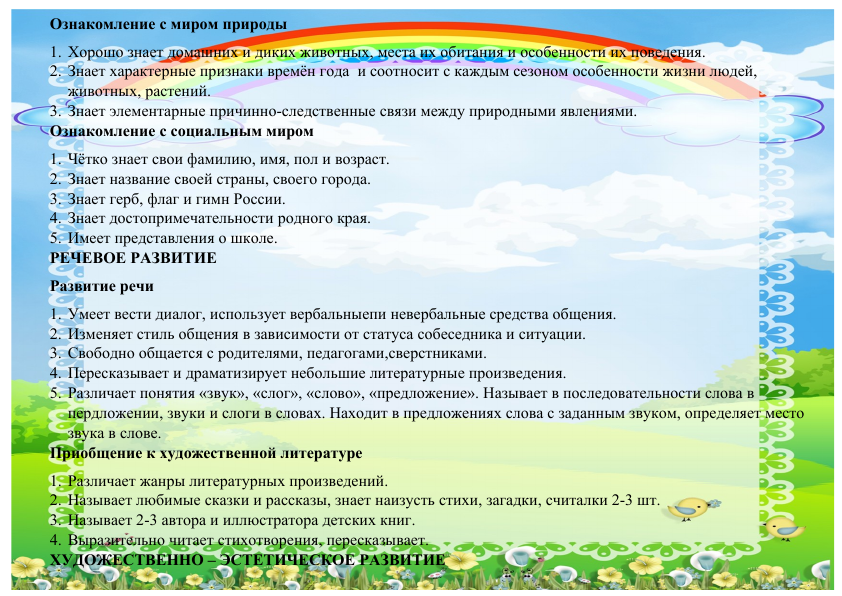 Ознакомление с миром природы
1. Хорошо знает домашних и диких животных, места их обитания и особенности их поведения.
2. Знает характерные признаки времён года и соотносит с каждым сезоном особенности жизни людей,
животных, растений.
3. Знает элементарные причинно-следственные связи между природными явлениями.
Ознакомление с социальным миром
1. Чётко знает свои фамилию, имя, пол и возраст.
2. Знает название своей страны, своего города.
3. Знает герб, флаг и гимн России.
4. Знает достопримечательности родного края.
5. Имеет представления о школе.
РЕЧЕВОЕ РАЗВИТИЕ
Развитие речи
1. Умеет вести диалог, использует вербальныепи невербальные средства общения.
2. Изменяет стиль общения в зависимости от статуса собеседника и ситуации.
3. Свободно общается с родителями, педагогами,сверстниками.
4. Пересказывает и драматизирует небольшие литературные произведения.
5. Различает понятия «звук», «слог», «слово», «предложение». Называет в последовательности слова в
пердложении, звуки и слоги в словах. Находит в предложениях слова с заданным звуком, определяет место
звука в слове.
Приобщение к художественной литературе
1. Различает жанры литературных произведений.
2. Называет любимые сказки и рассказы, знает наизусть стихи, загадки, считалки 2-3 шт.
3. Называет 2-3 автора и иллюстратора детских книг.
4. Выразительно читает стихотворения, пересказывает.
ХУДОЖЕСТВЕННО – ЭСТЕТИЧЕСКОЕ РАЗВИТИЕ